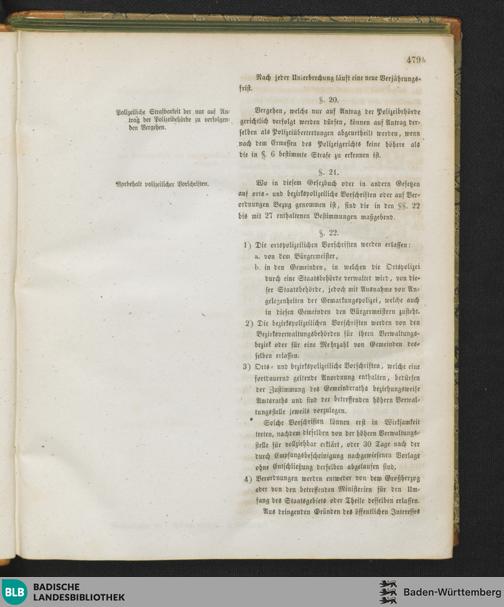 479
Nach jeder Unterbrechung läuft eine neue Verjährungs-
frist.
§. 20.
Polizeiliche Strafbarkeit der nur auf An-
trag der Polizeibehörde zu verfolgen-
den Vergehen.
Vergehen, welche nur auf Antrag der Polizeibehörde
gerichtlich verfolgt werden dürfen, können auf Antrag der-
selben als Polizeiübertretungen abgeurtheilt werden, wenn
nach dem Ermessen des Polizeigerichts keine höhere als
die in §. 6 bestimmte Strafe zu erkennen ist.
§. 21.
Vorbehalt polizeilicher Vorschriften.
Wo in diesem Gesetzbuch oder in andern Gesetzen
auf orts- und bezirkspolizeiliche Vorschriften oder auf Ver-
ordnungen Bezug genommen ist, sind die in den §§. 22
bis mit 27 enthaltenen Bestimmungen maßgebend.
§. 22.
1) Die ortspolizeilichen Vorschriften werden erlassen:
a. von dem Bürgermeister,
b. in den Gemeinden, in welchen die Ortspolizei
durch eine Staatsbehörde verwaltet wird, von die-
ser Staatsbehörde, jedoch mit Ausnahme von An-
gelegenheiten der Gemarkungspolizei, welche auch
in diesen Gemeinden den Bürgermeistern zusteht.
2) Die bezirkspolizeilichen Vorschriften werden von den
Bezirksverwaltungsbehörden für ihren Verwaltungs-
bezirk oder für eine Mehrzahl von Gemeinden des-
selben erlassen.
3) Orts- und bezirkspolizeiliche Vorschriften, welche eine
fortdauernd geltende Anordnung enthalten, bedürfen
der Zustimmung des Gemeinderaths beziehungsweise
Amtsraths und sind der betreffenden höhern Verwal-
tungsstelle jeweils vorzulegen.
Solche Vorschriften können erst in Wirksamkeit
treten, nachdem dieselben von der höhern Verwaltungs-
stelle für vollziehbar erklärt, oder 30 Tage nach der
durch Empfangsbescheinigung nachgewiesenen Vorlage
ohne Entschließung derselben abgelaufen sind.
4) Verordnungen werden entweder von dem Großherzog
oder von den betreffenden Ministerien für den Um-
fang des Staatsgebiets oder Theile desselben erlassen.
Aus dringenden Gründen des öffentlichen Interesses
BLB
BADISCHE
LANDESBIBLIOTHEK
Baden-Württemberg